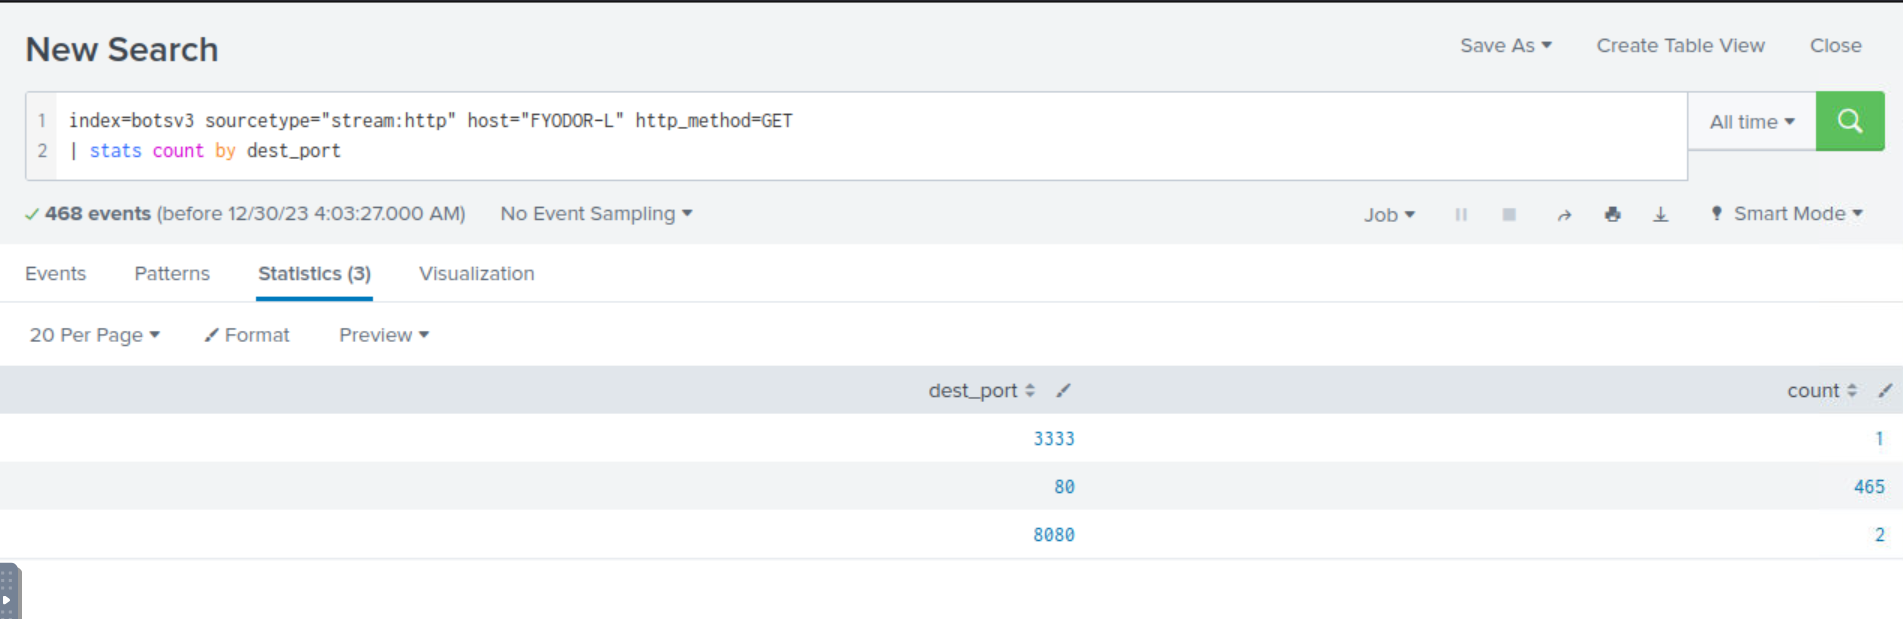 New Search
Save As
Create Table View
Close
1 index=botsv3 sourcetype="stream:http" host="FYODOR-L" http_method=GET
2 | stats count by dest_port
All time
468 events (before 12/30/23 4:03:27.000 AM)
No Event Sampling
Job
Smart Mode
Events
Patterns
Statistics (3)
Visualization
20 Per Page
Format
Preview
dest_port count
3333 1
80 465
8080 2